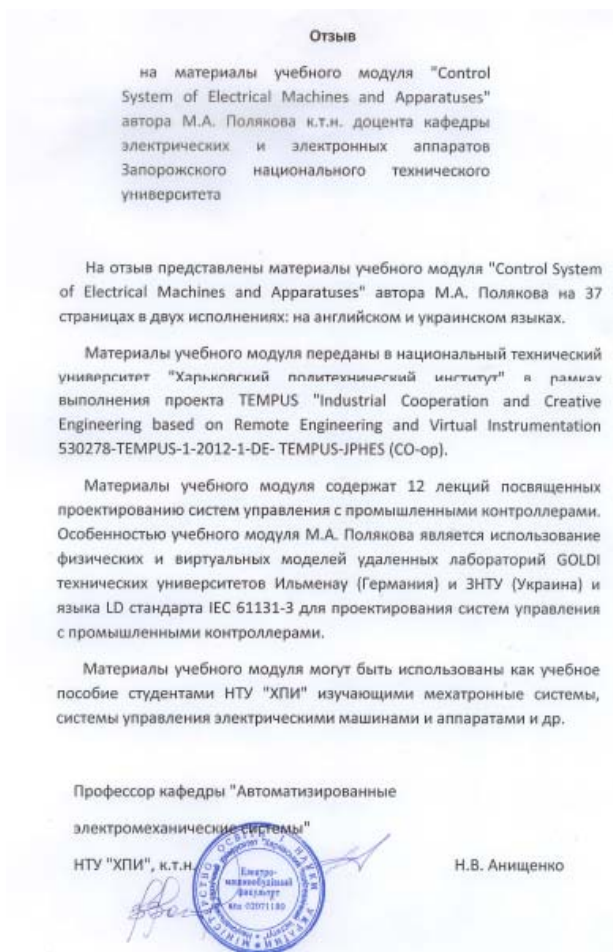 Отзыв
на материалы учебного модуля "Control
System of Electrical Machines and Apparatuses"
автора М.А. Полякова к.т.н. доцента кафедры
электрических и электронных аппаратов
Запорожского национального технического
университета
На отзыв представлены материалы учебного модуля "Control System
of Electrical Machines and Apparatuses" автора М.А. Полякова на 37
страницах в двух исполнениях: на английском и украинском языках.
Материалы учебного модуля переданы в национальный технический
университет "Харьковский политехнический институт" в рамках
выполнения проекта TEMPUS "Industrial Cooperation and Creative
Engineering based on Remote Engineering and Virtual Instrumentation
530278-TEMPUS-1-2012-1-DE- TEMPUS-JPHES (CO-op).
Материалы учебного модуля содержат 12 лекций посвященных
проектированию систем управления с промышленными контроллерами.
Особенностью учебного модуля М.А. Полякова является использование
физических и виртуальных моделей удаленных лабораторий GOLDI
технических университетов Ильменау (Германия) и ЗНТУ (Украина) и
языка LD стандарта IEC 61131-3 для проектирования систем управления
с промышленными контроллерами.
Материалы учебного модуля могут быть использованы как учебное
пособие студентами НТУ "ХПИ" изучающими мехатронные системы,
системы управления электрическими машинами и аппаратами и др.
Профессор кафедры "Автоматизированные
электромеханические системы"
НТУ "ХПИ", к.т.н. Н.В. Анищенко
МІНІСТЕРСТВО ОСВІТИ І НАУКИ УКРАЇНИ
Електро-
машинобудівний
факультет
02071180